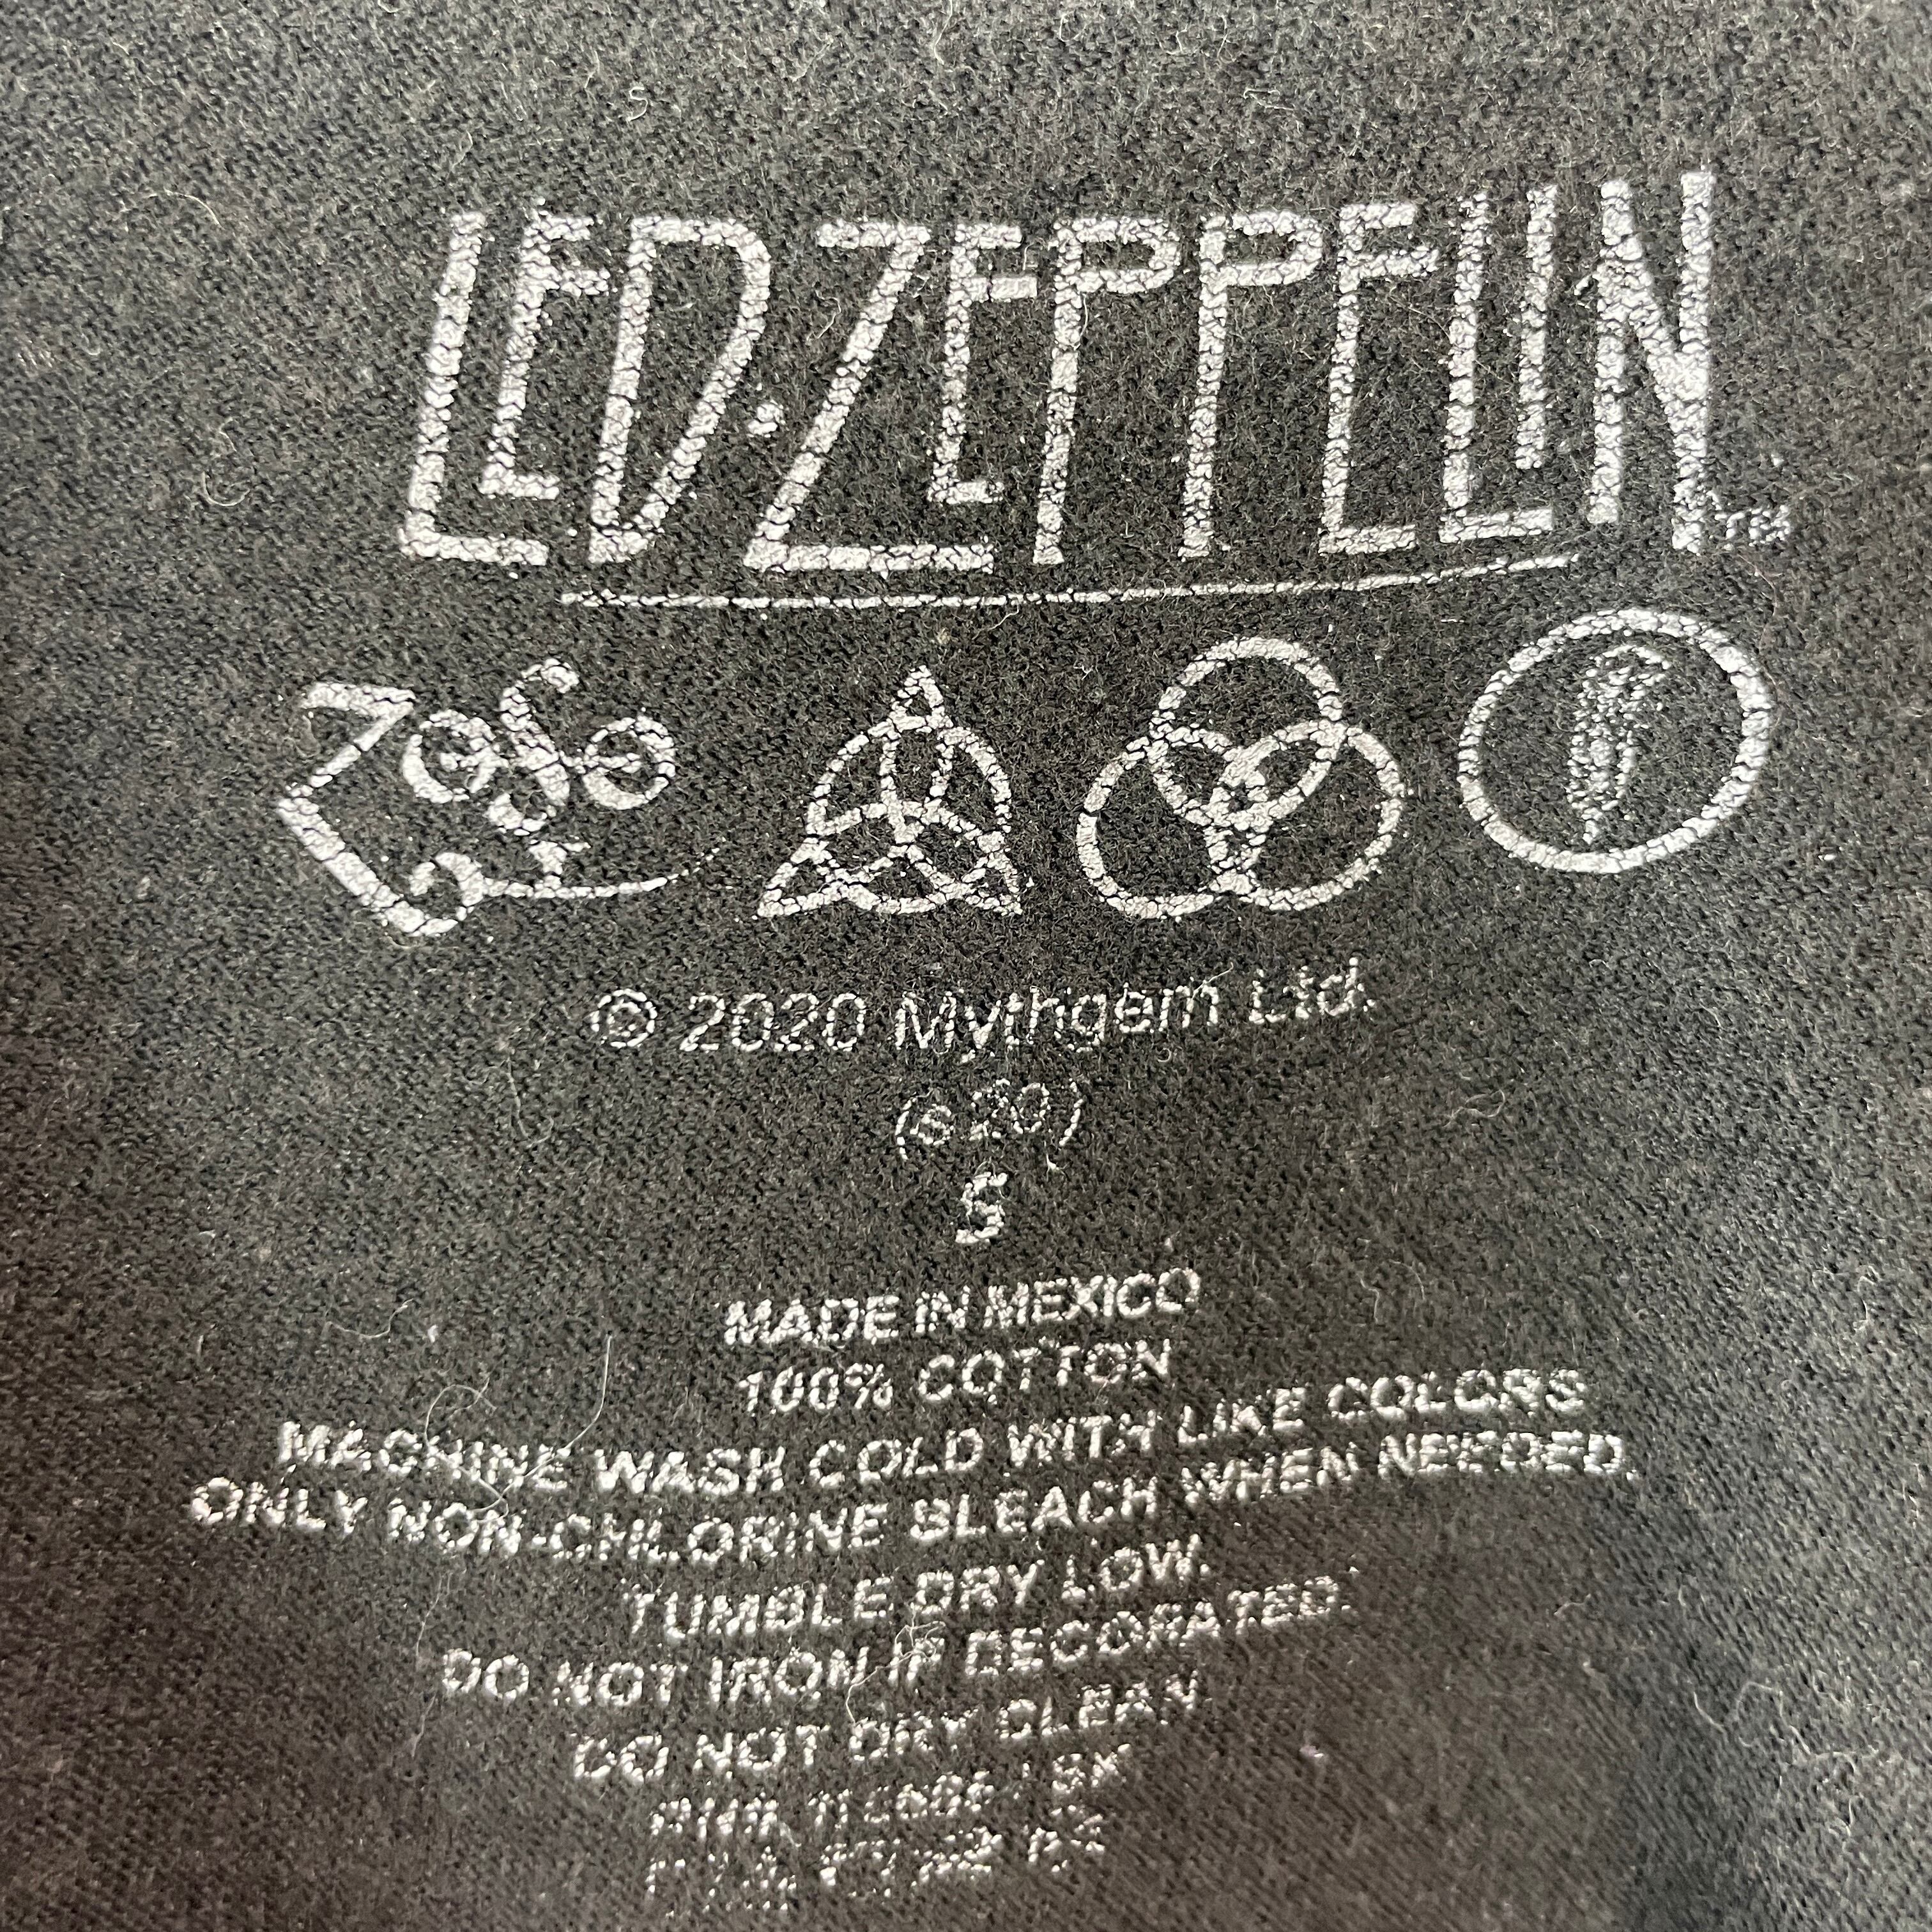 LED·ZEPPELIN
ZOSO
© 2020 Mythgem Ltd.
S
MADE IN MEXICO
100% COTTON
MACHINE WASH COLD WITH LIKE COLORS
ONLY NON-CHLORINE BLEACH WHEN NEEDED.
TUMBLE DRY LOW.
DO NOT IRON IF DECORATED.
DO NOT DRY CLEAN